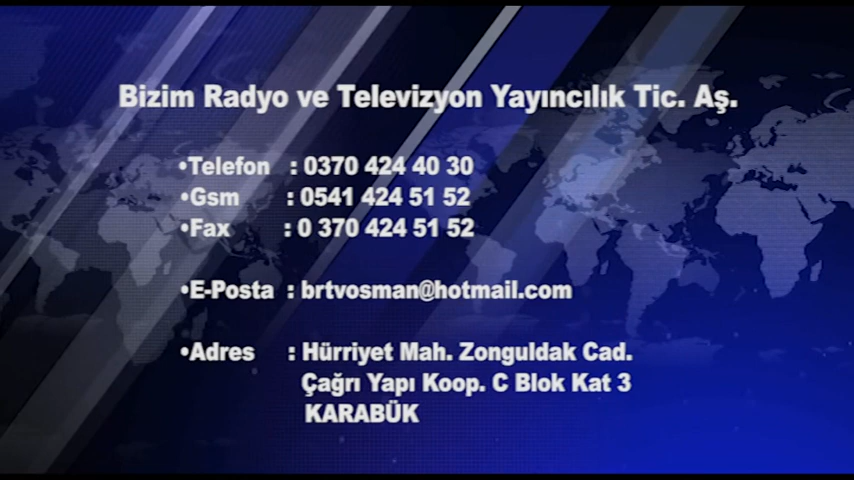 Bizim Radyo ve Televizyon Yayıncılık Tic. Aş.
•Telefon : 0370 424 40 30
•Gsm : 0541 424 51 52
•Fax : 0 370 424 51 52
•E-Posta : brtvosman@hotmail.com
•Adres : Hürriyet Mah. Zonguldak Cad.
Çağrı Yapı Koop. C Blok Kat 3
KARABÜK